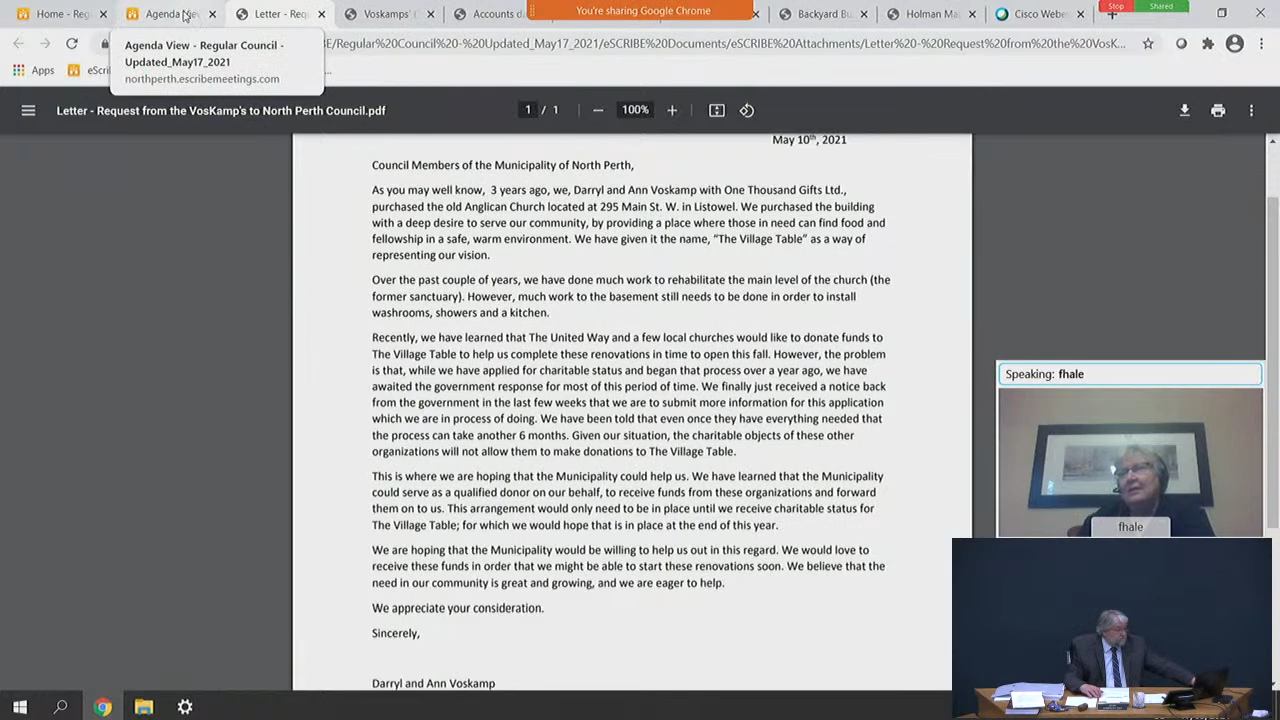 Home - Reg
Agenda View
Letter - Req
Voskamps' (
Accounts d
You're sharing Google Chrome
Backyard Bu
Holman Ma
Cisco Webe
Stop
Shared
Agenda View - Regular Council -
Updated_May17_2021
northperth.escribemeetings.com
BE/Regular%20Council%20-%20Updated_May17_2021/eSCRIBE%20Documents/eSCRIBE%20Attachments/Letter%20-%20Request%20from%20the%20VosK...
Apps
eScri
Letter - Request from the VosKamp's to North Perth Council.pdf
1 / 1
100%
May 10th, 2021
Council Members of the Municipality of North Perth,
As you may well know, 3 years ago, we, Darryl and Ann Voskamp with One Thousand Gifts Ltd.,
purchased the old Anglican Church located at 295 Main St. W. in Listowel. We purchased the building
with a deep desire to serve our community, by providing a place where those in need can find food and
fellowship in a safe, warm environment. We have given it the name, “The Village Table” as a way of
representing our vision.
Over the past couple of years, we have done much work to rehabilitate the main level of the church (the
former sanctuary). However, much work to the basement still needs to be done in order to install
washrooms, showers and a kitchen.
Recently, we have learned that The United Way and a few local churches would like to donate funds to
The Village Table to help us complete these renovations in time to open this fall. However, the problem
is that, while we have applied for charitable status and began that process over a year ago, we have
awaited the government response for most of this period of time. We finally just received a notice back
from the government in the last few weeks that we are to submit more information for this application
which we are in process of doing. We have been told that even once they have everything needed that
the process can take another 6 months. Given our situation, the charitable objects of these other
organizations will not allow them to make donations to The Village Table.
This is where we are hoping that the Municipality could help us. We have learned that the Municipality
could serve as a qualified donor on our behalf, to receive funds from these organizations and forward
them on to us. This arrangement would only need to be in place until we receive charitable status for
The Village Table; for which we would hope that is in place at the end of this year.
We are hoping that the Municipality would be willing to help us out in this regard. We would love to
receive these funds in order that we might be able to start these renovations soon. We believe that the
need in our community is great and growing, and we are eager to help.
We appreciate your consideration.
Sincerely,
Darryl and Ann Voskamp
Speaking: fhale
fhale